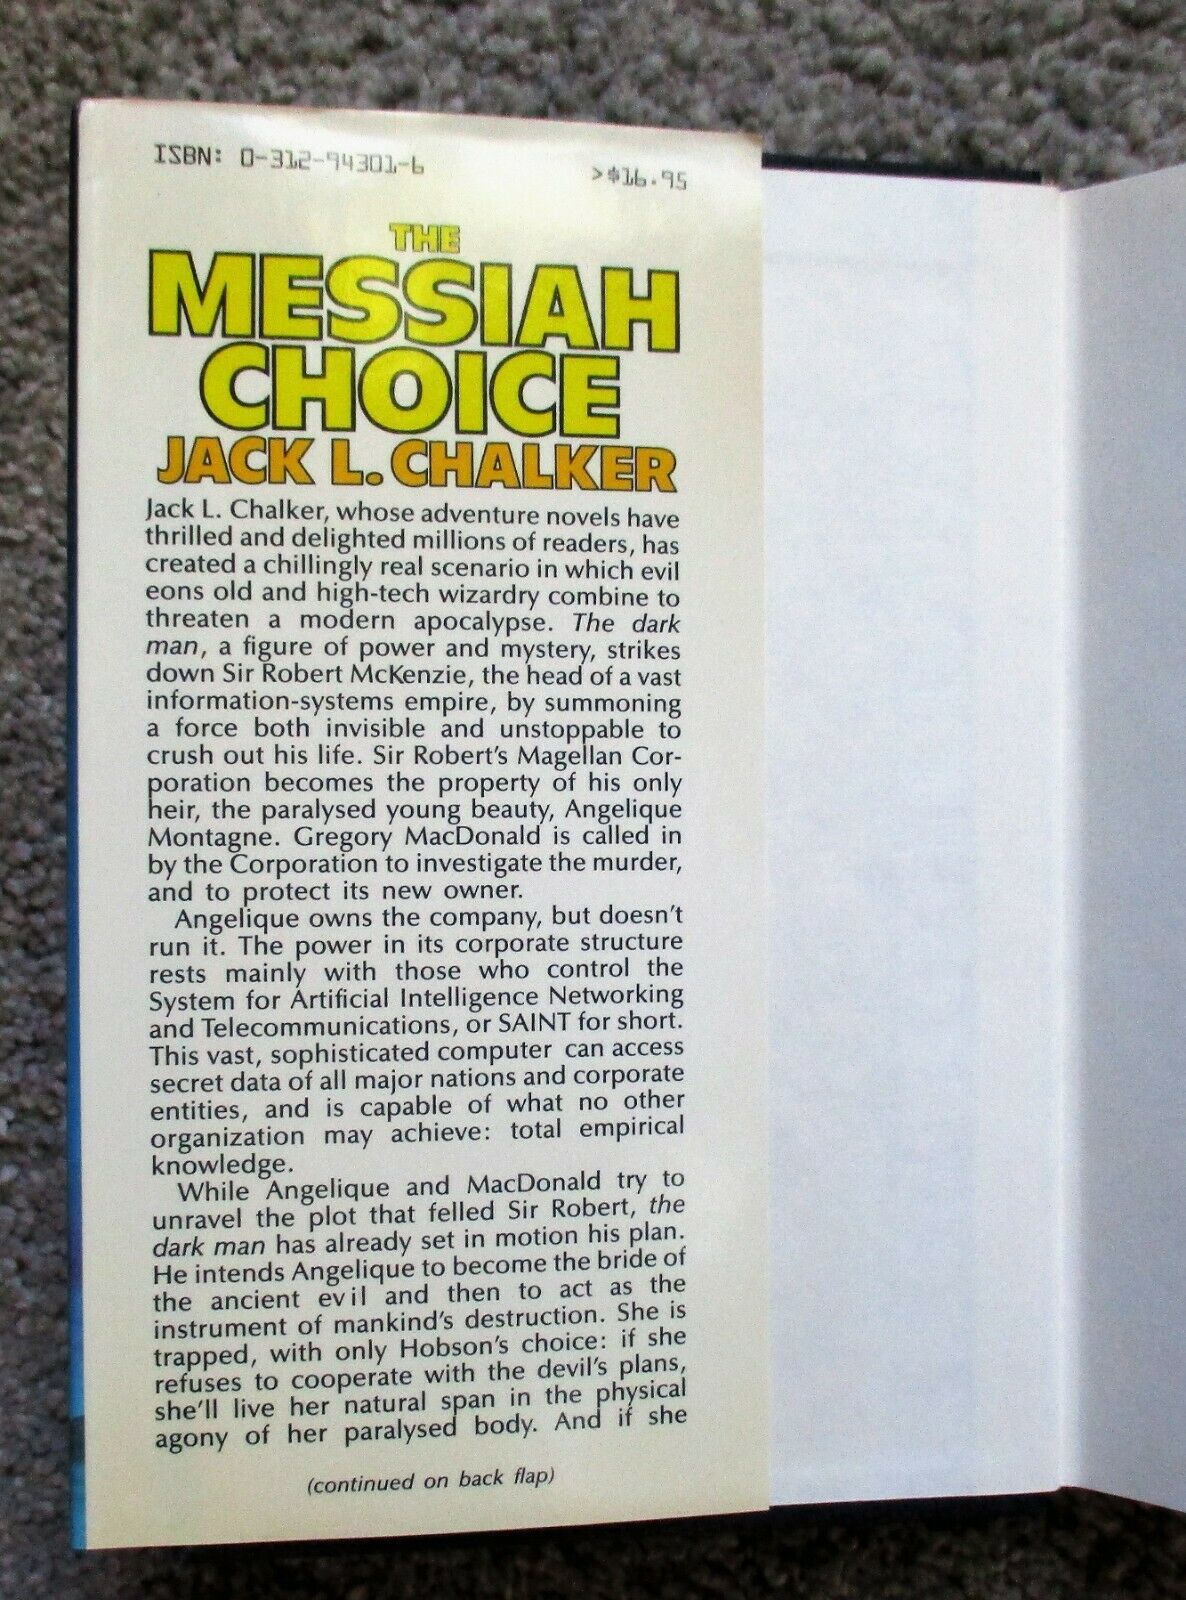 ISBN: 0-312-94301-6 >$16.95
THE
MESSIAH
CHOICE
JACK L. CHALKER
Jack L. Chalker, whose adventure novels have
thrilled and delighted millions of readers, has
created a chillingly real scenario in which evil
eons old and high-tech wizardry combine to
threaten a modern apocalypse. The dark
man, a figure of power and mystery, strikes
down Sir Robert McKenzie, the head of a vast
information-systems empire, by summoning
a force both invisible and unstoppable to
crush out his life. Sir Robert's Magellan Cor-
poration becomes the property of his only
heir, the paralysed young beauty, Angelique
Montagne. Gregory MacDonald is called in
by the Corporation to investigate the murder,
and to protect its new owner.
Angelique owns the company, but doesn't
run it. The power in its corporate structure
rests mainly with those who control the
System for Artificial Intelligence Networking
and Telecommunications, or SAINT for short.
This vast, sophisticated computer can access
secret data of all major nations and corporate
entities, and is capable of what no other
organization may achieve: total empirical
knowledge.
While Angelique and MacDonald try to
unravel the plot that felled Sir Robert, the
dark man has already set in motion his plan.
He intends Angelique to become the bride of
the ancient evil and then to act as the
instrument of mankind's destruction. She is
trapped, with only Hobson's choice: if she
refuses to cooperate with the devil's plans,
she'll live her natural span in the physical
agony of her paralysed body. And if she
(continued on back flap)